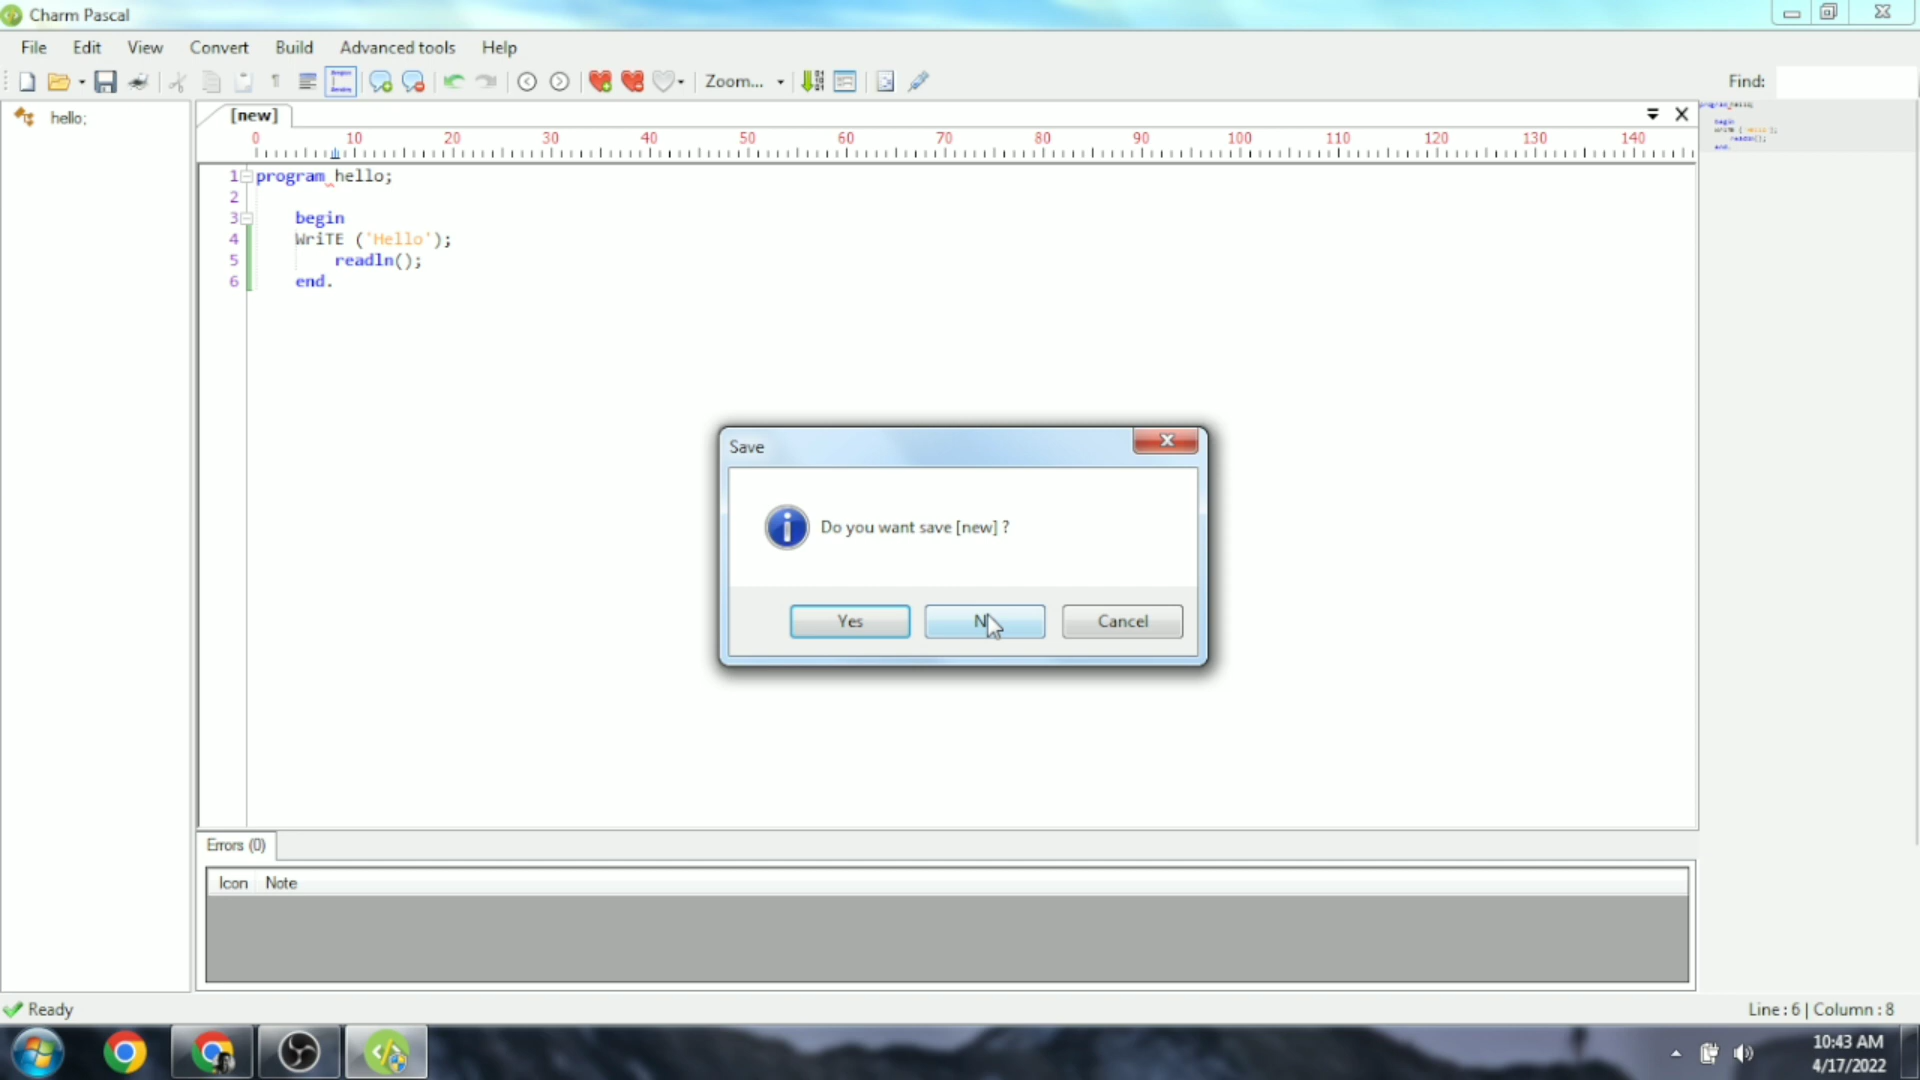 Charm Pascal
File Edit View Convert Build Advanced tools Help
Zoom... Find:
hello;
[new]
0 10 20 30 40 50 60 70 80 90 100 110 120 130 140
1 program hello;
2
3 begin
4 WriTE ('Hello');
5 readln();
6 end.
Save
Do you want save [new] ?
Yes Cancel
Errors (0)
Icon Note
Ready
Line : 6 | Column : 8
10:43 AM
4/17/2022